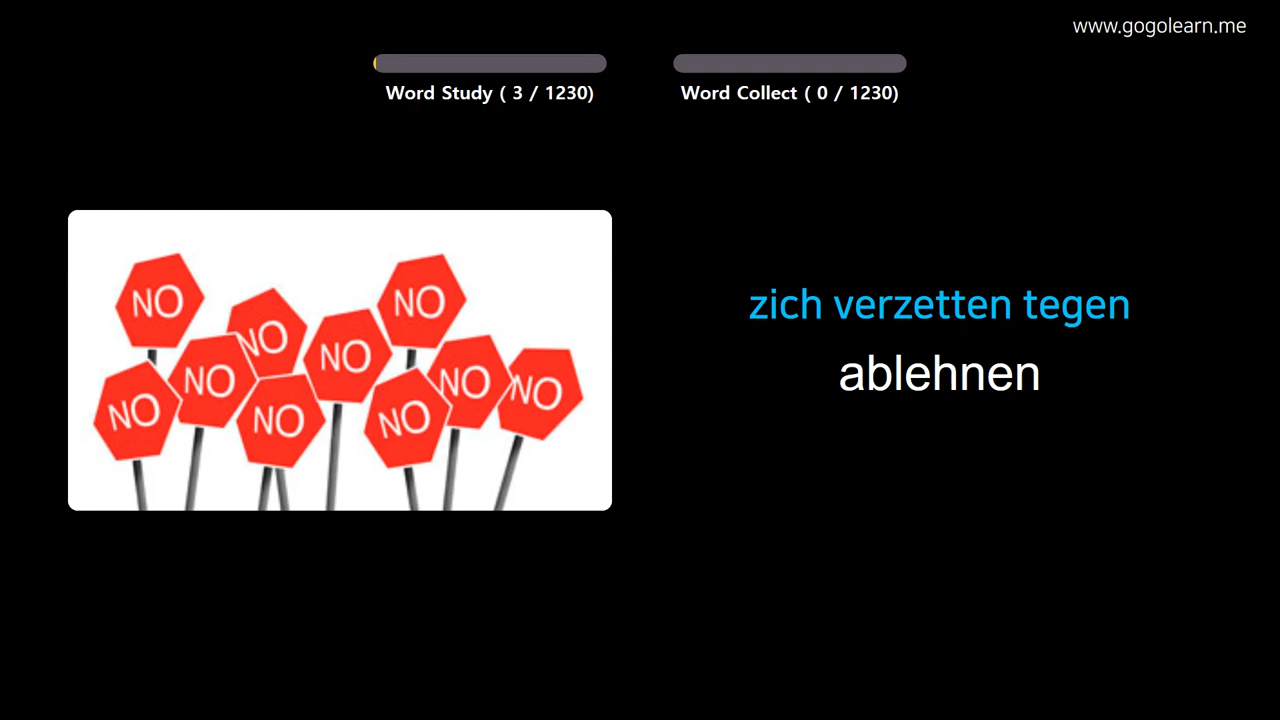 www.gogolearn.me
Word Study ( 3 / 1230)
Word Collect ( 0 / 1230)
NO
NO
NO
NO
NO
NO
NO
NO
NO
NO
zich verzetten tegen
ablehnen